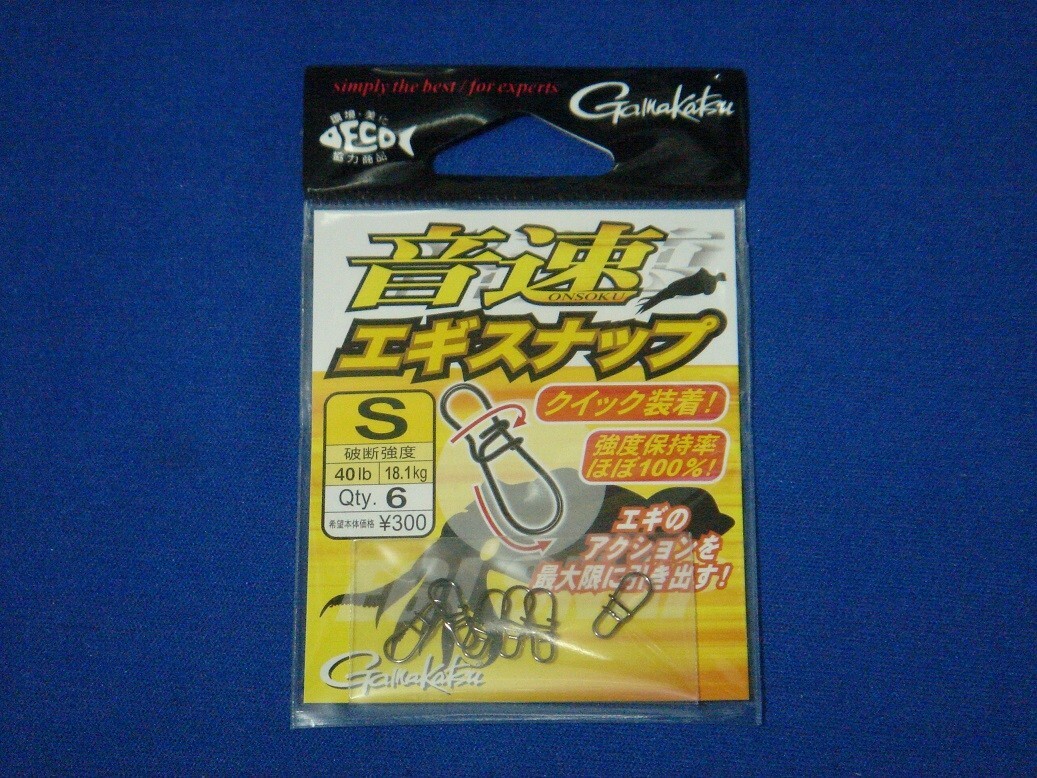 simply the best / for experts
Gamakatsu
環境・美化
ECO
協力商品
音速
ONSOKU
エギスナップ
S
破断強度
40lb 18.1kg
Qty. 6
希望本体価格 ¥300
クイック装着!
強度保持率
ほぼ100%!
エギの
アクションを
最大限に引き出す!
Gamakatsu